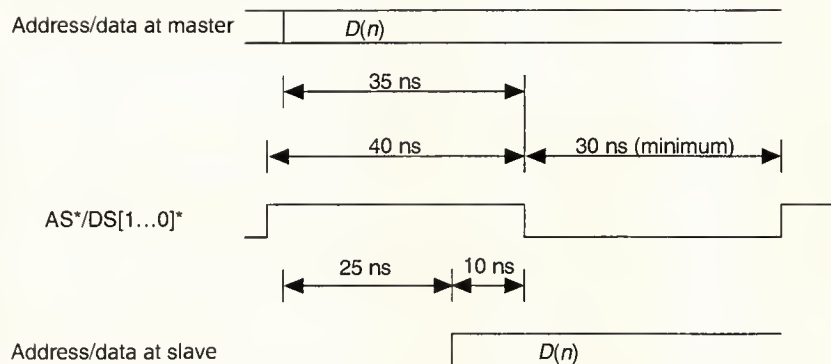 Address/data at master
D(n)
35 ns
40 ns
30 ns (minimum)
AS*/DS[1...0]*
25 ns
10 ns
Address/data at slave
D(n)